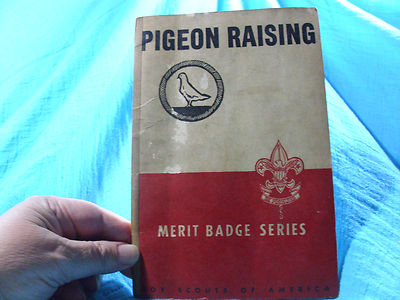 PIGEON RAISING
MERIT BADGE SERIES
BOY SCOUTS OF AMERICA